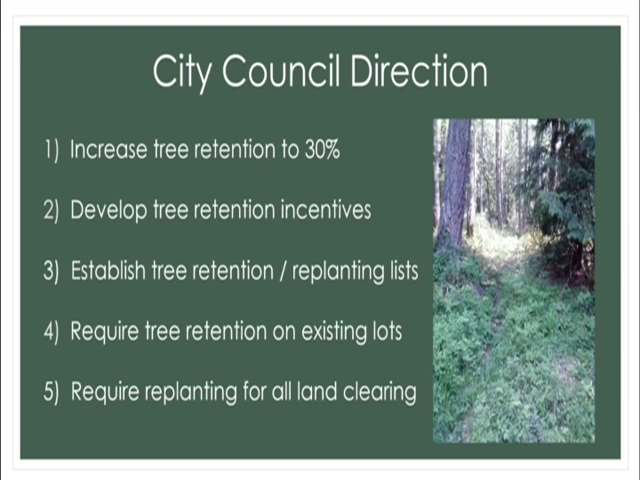 City Council Direction
1) Increase tree retention to 30%
2) Develop tree retention incentives
3) Establish tree retention / replanting lists
4) Require tree retention on existing lots
5) Require replanting for all land clearing